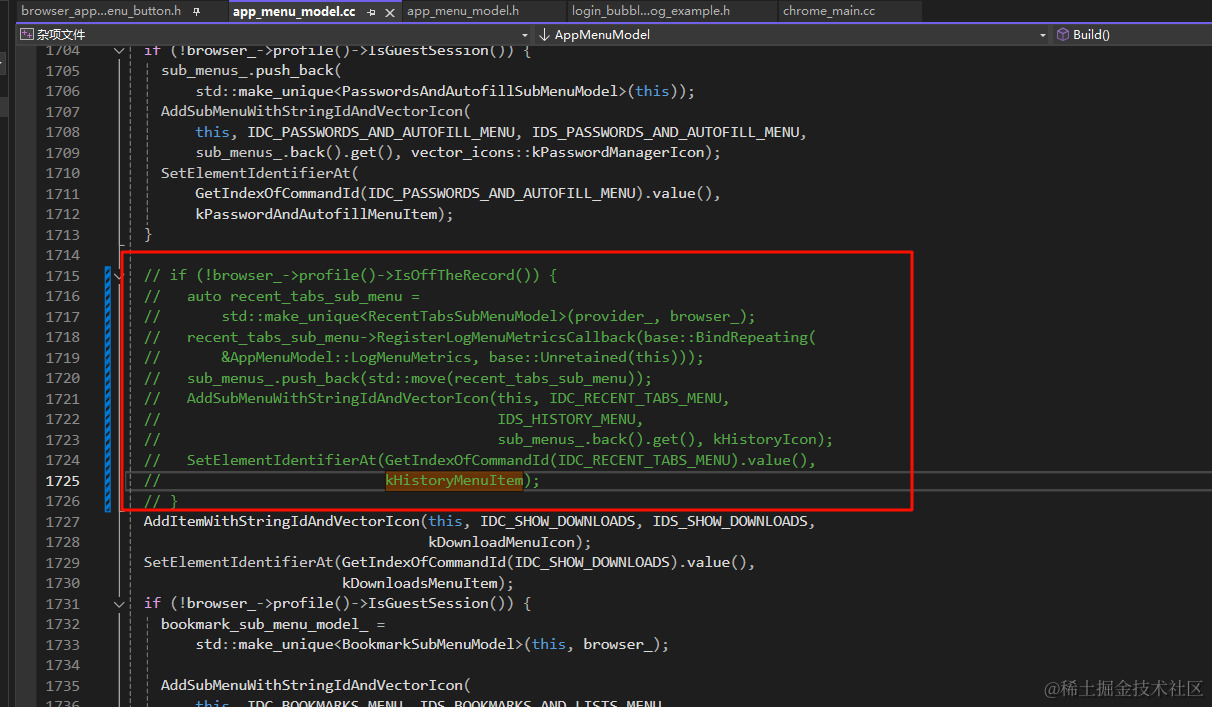 browser_app...enu_button.h
app_menu_model.cc
app_menu_model.h
login_bubbl...og_example.h
chrome_main.cc
杂项文件
AppMenuModel
Build()
1704 if (!browser_->profile()->IsGuestSession()) {
1705 sub_menus_.push_back(
1706 std::make_unique<PasswordsAndAutofillSubMenuModel>(this));
1707 AddSubMenuWithStringIdAndVectorIcon(
1708 this, IDC_PASSWORDS_AND_AUTOFILL_MENU, IDS_PASSWORDS_AND_AUTOFILL_MENU,
1709 sub_menus_.back().get(), vector_icons::kPasswordManagerIcon);
1710 SetElementIdentifierAt(
1711 GetIndexOfCommandId(IDC_PASSWORDS_AND_AUTOFILL_MENU).value(),
1712 kPasswordAndAutofillMenuItem);
1713 }
1714
1715 // if (!browser_->profile()->IsOffTheRecord()) {
1716 // auto recent_tabs_sub_menu =
1717 // std::make_unique<RecentTabsSubMenuModel>(provider_, browser_);
1718 // recent_tabs_sub_menu->RegisterLogMenuMetricsCallback(base::BindRepeating(
1719 // &AppMenuModel::LogMenuMetrics, base::Unretained(this)));
1720 // sub_menus_.push_back(std::move(recent_tabs_sub_menu));
1721 // AddSubMenuWithStringIdAndVectorIcon(this, IDC_RECENT_TABS_MENU,
1722 // IDS_HISTORY_MENU,
1723 // sub_menus_.back().get(), kHistoryIcon);
1724 // SetElementIdentifierAt(GetIndexOfCommandId(IDC_RECENT_TABS_MENU).value(),
1725 // kHistoryMenuItem);
1726 // }
1727 AddItemWithStringIdAndVectorIcon(this, IDC_SHOW_DOWNLOADS, IDS_SHOW_DOWNLOADS,
1728 kDownloadMenuIcon);
1729 SetElementIdentifierAt(GetIndexOfCommandId(IDC_SHOW_DOWNLOADS).value(),
1730 kDownloadsMenuItem);
1731 if (!browser_->profile()->IsGuestSession()) {
1732 bookmark_sub_menu_model_ =
1733 std::make_unique<BookmarkSubMenuModel>(this, browser_);
1734
1735 AddSubMenuWithStringIdAndVectorIcon(
1736 this, IDC_BOOKMARKS_MENU, IDS_BOOKMARKS_AND_LISTS_MENU,
@稀土掘金技术社区